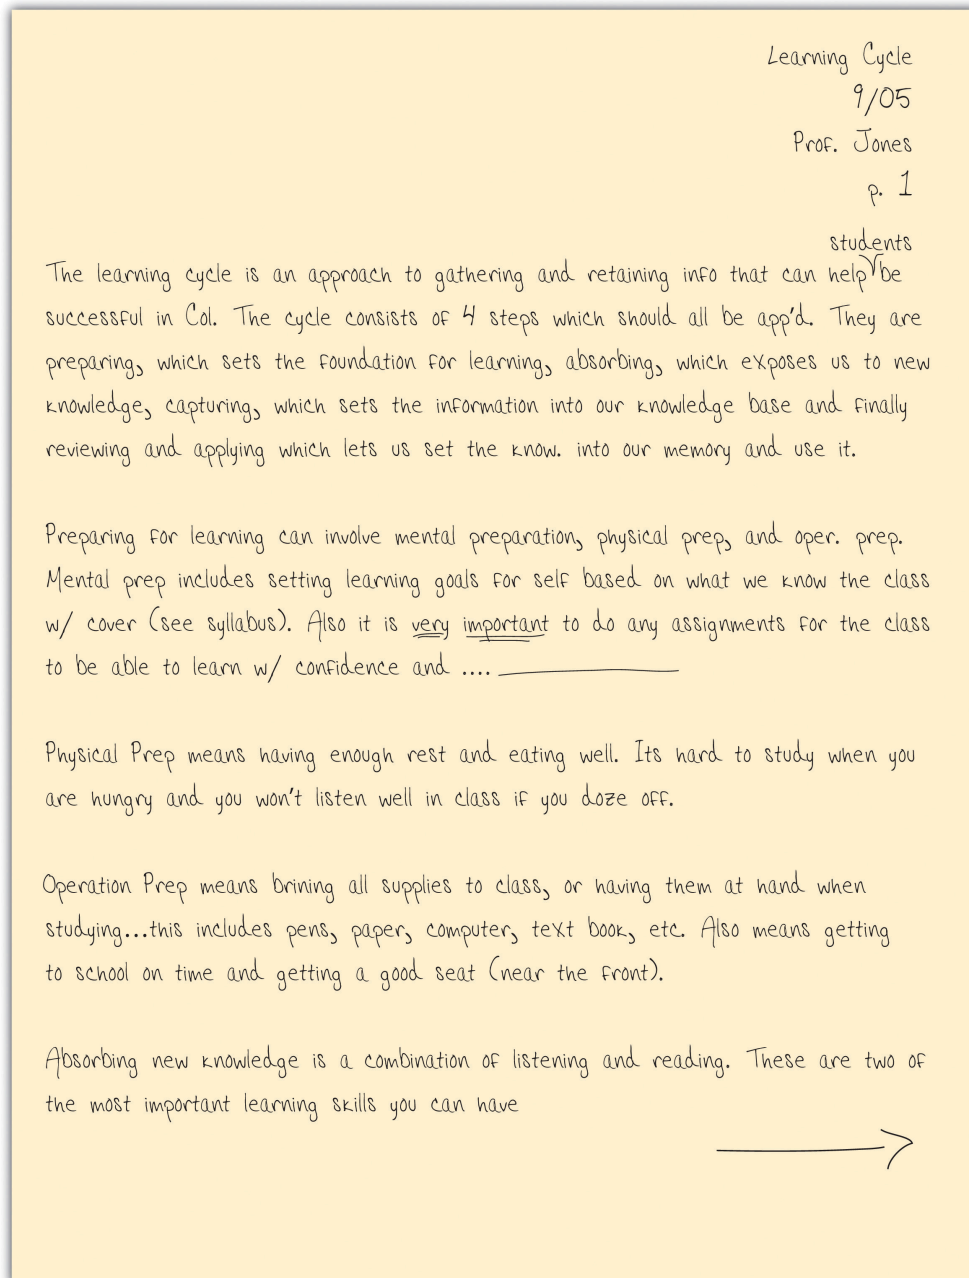 Learning Cycle
9/05
Prof. Jones
p. 1
students
The learning cycle is an approach to gathering and retaining info that can help be
successful in Col. The cycle consists of 4 steps which should all be app'd. They are
preparing, which sets the foundation for learning, absorbing, which exposes us to new
knowledge, capturing, which sets the information into our knowledge base and finally
reviewing and applying which lets us set the know. into our memory and use it.
Preparing for learning can involve mental preparation, physical prep, and oper. prep.
Mental prep includes setting learning goals for self based on what we know the class
w/ cover (see syllabus). Also it is very important to do any assignments for the class
to be able to learn w/ confidence and ....
Physical Prep means having enough rest and eating well. Its hard to study when you
are hungry and you won't listen well in class if you doze off.
Operation Prep means brining all supplies to class, or having them at hand when
studying...this includes pens, paper, computer, text book, etc. Also means getting
to school on time and getting a good seat (near the front).
Absorbing new knowledge is a combination of listening and reading. These are two of
the most important learning skills you can have